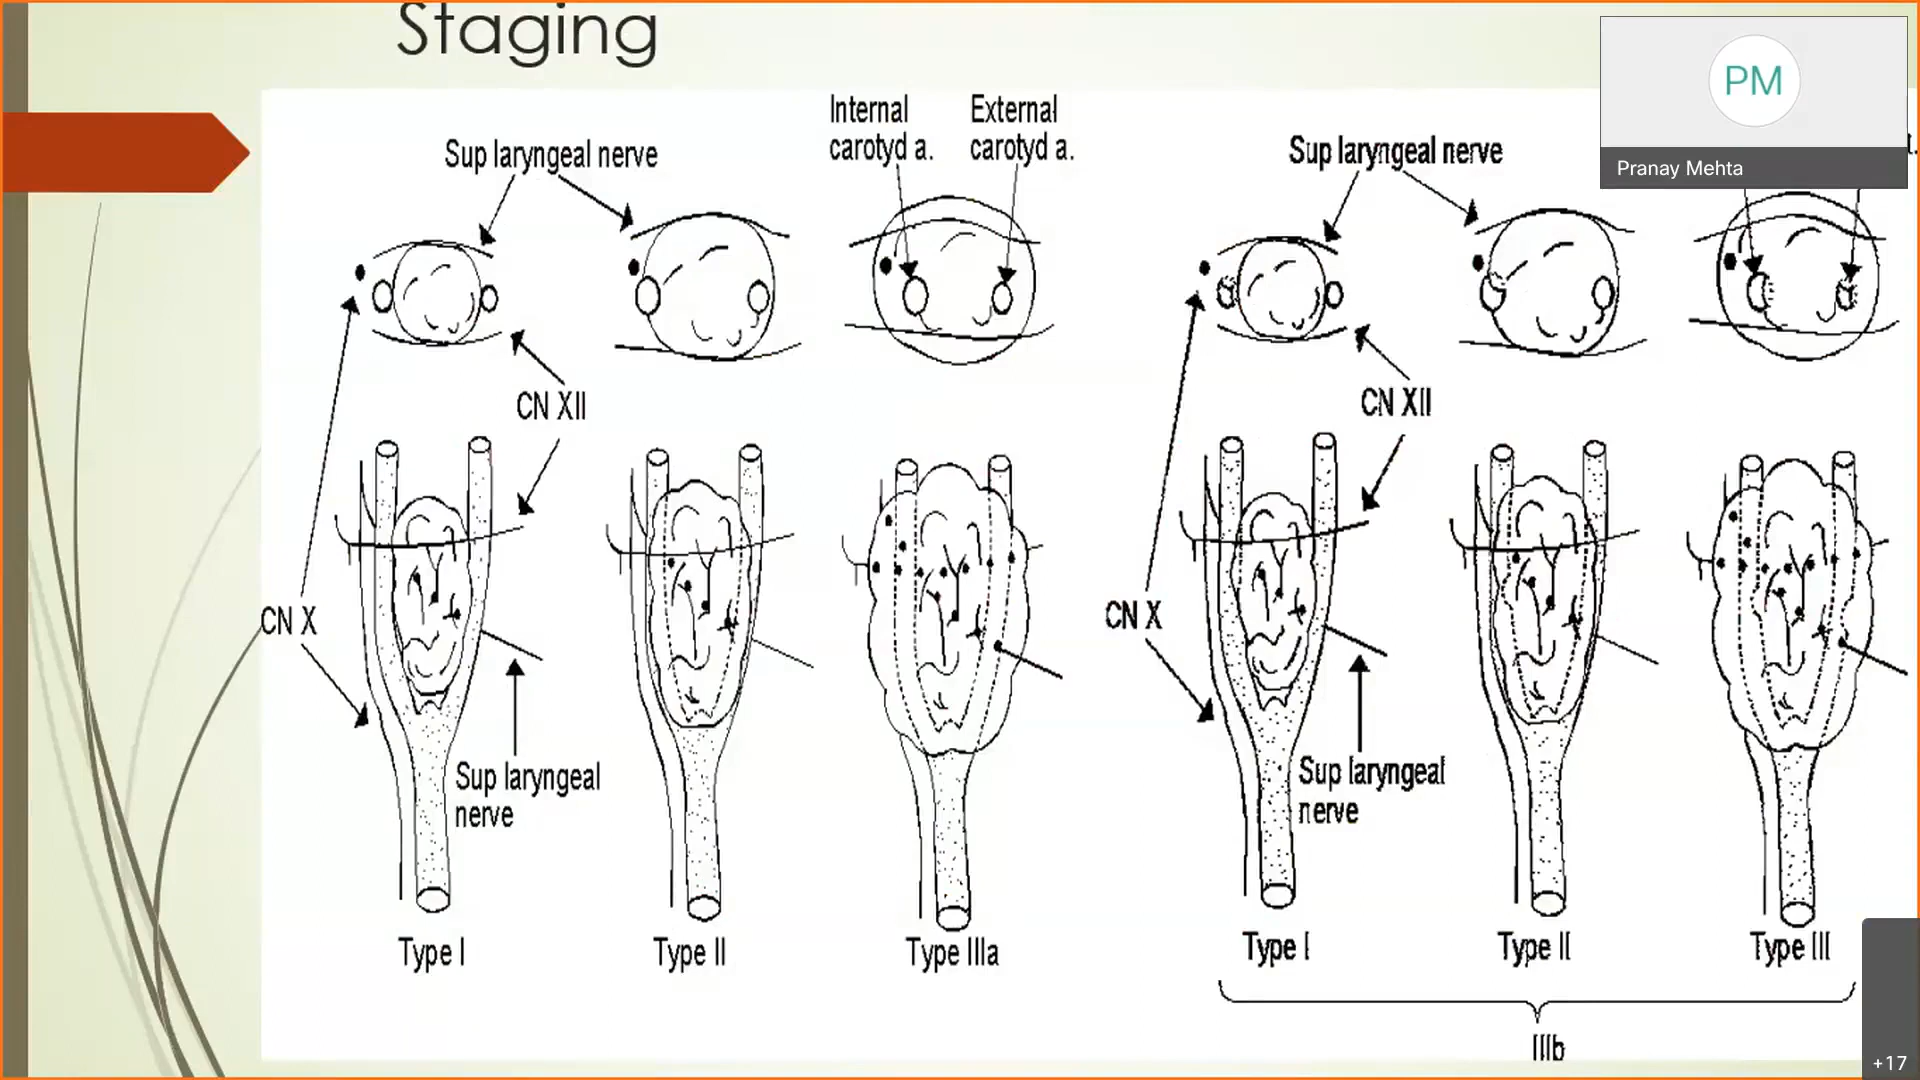 Staging
PM
Pranay Mehta
Internal
carotyd a.
External
carotyd a.
Sup laryngeal nerve
Sup laryngeal nerve
CN XII
CN XII
CN X
CN X
Sup laryngeal
nerve
Sup laryngeal
nerve
Type I
Type II
Type IIIa
Type I
Type II
Type III
IIIb
+17